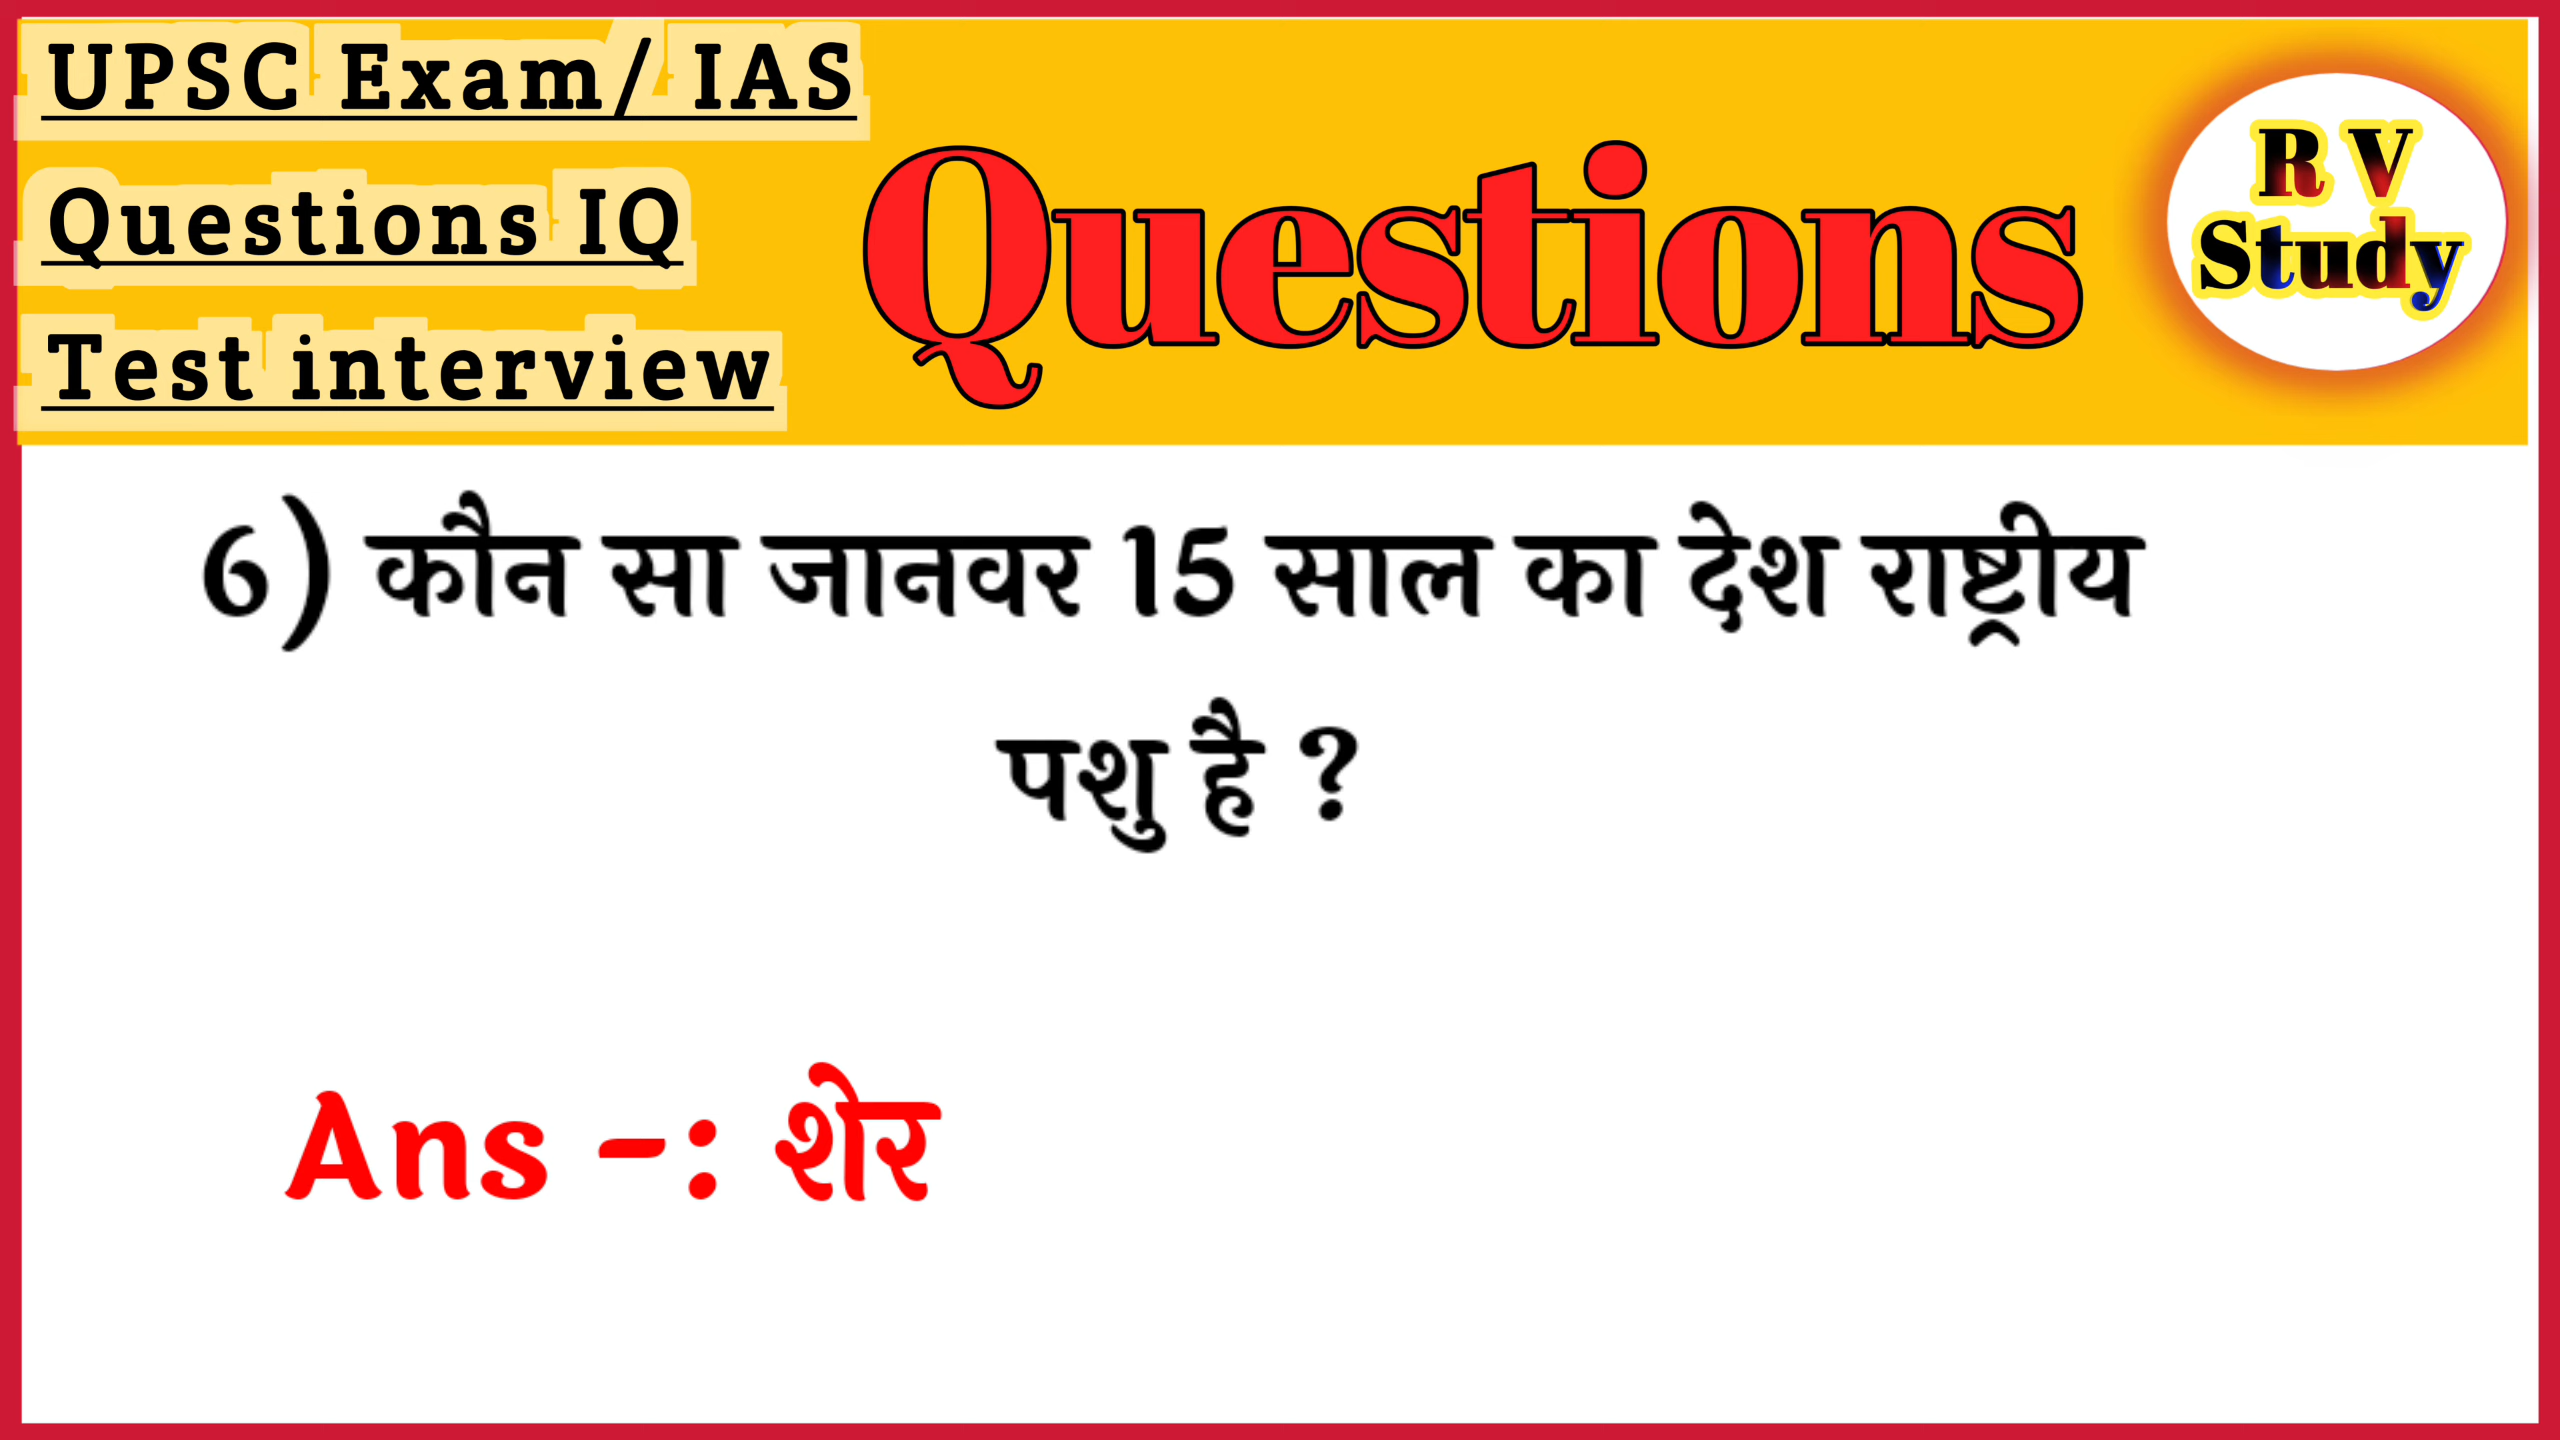 UPSC Exam/ IAS
Questions IQ
Test interview
Questions
R V
Study
6) कौन सा जानवर 15 साल का देश राष्ट्रीय
पशु है ?
Ans -: शेर